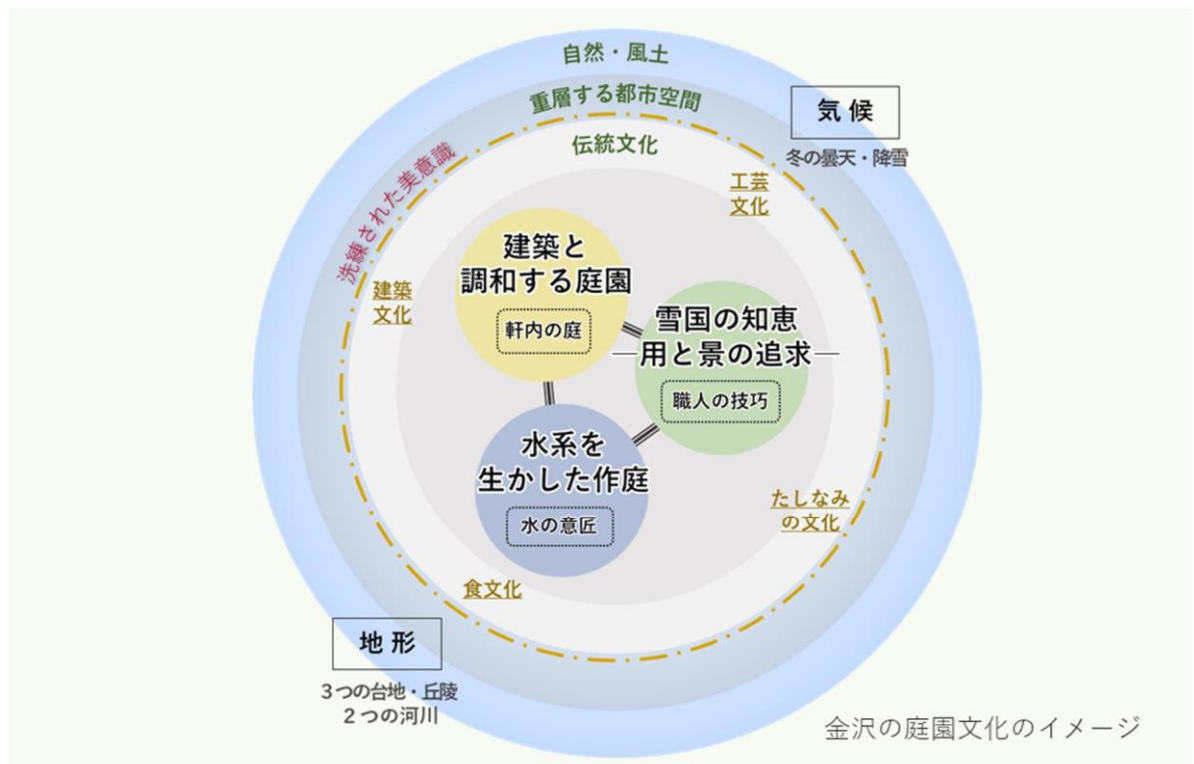 自然・風土
重層する都市空間
伝統文化
洗練された美意識
気候
冬の曇天・降雪
工芸
文化
建築
文化
建築と
調和する庭園
軒内の庭
雪国の知恵
―用と景の追求―
職人の技巧
水系を
生かした作庭
水の意匠
たしなみ
の文化
食文化
地形
3つの台地・丘陵
2つの河川
金沢の庭園文化のイメージ